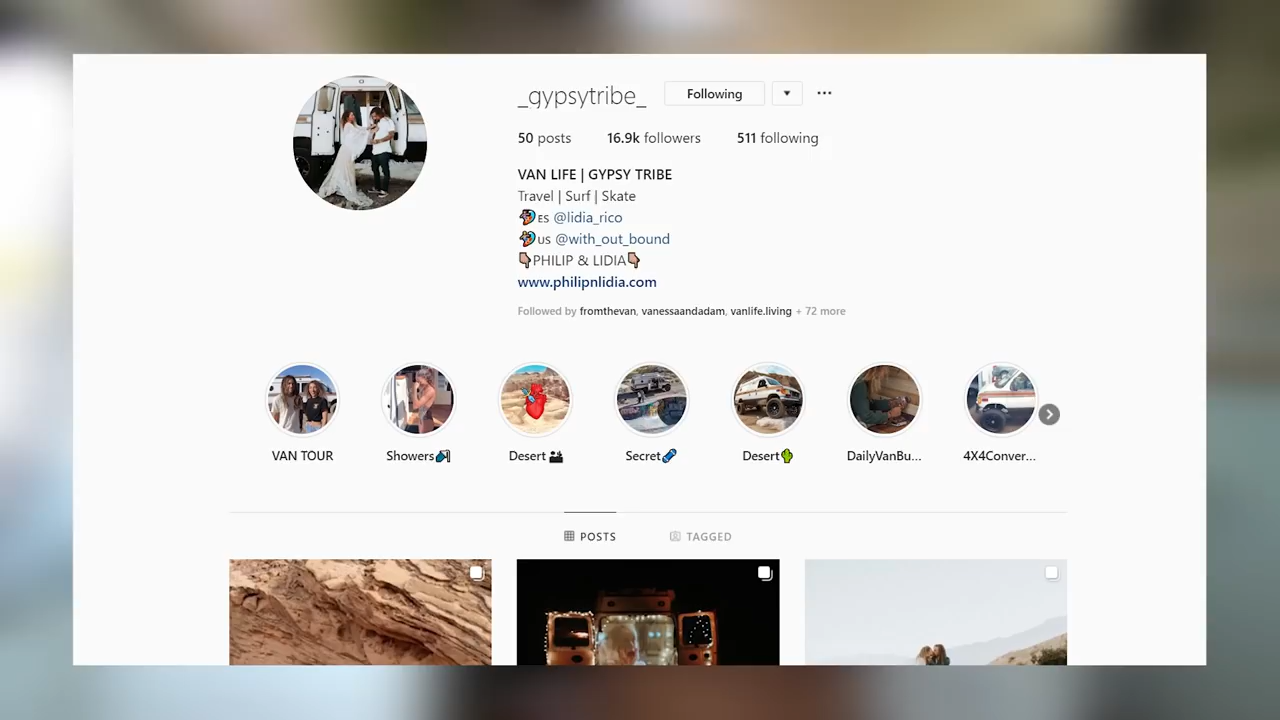 _gypsytribe_ Following
50 posts 16.9k followers 511 following
VAN LIFE | GYPSY TRIBE
Travel | Surf | Skate
ES @lidia_rico
US @with_out_bound
👇PHILIP & LIDIA👇
www.philipnlidia.com
Followed by fromthevan, vanessaandadam, vanlife.living + 72 more
VAN TOUR Showers Desert Secret Desert🌵 DailyVanBu... 4X4Conver...
POSTS TAGGED